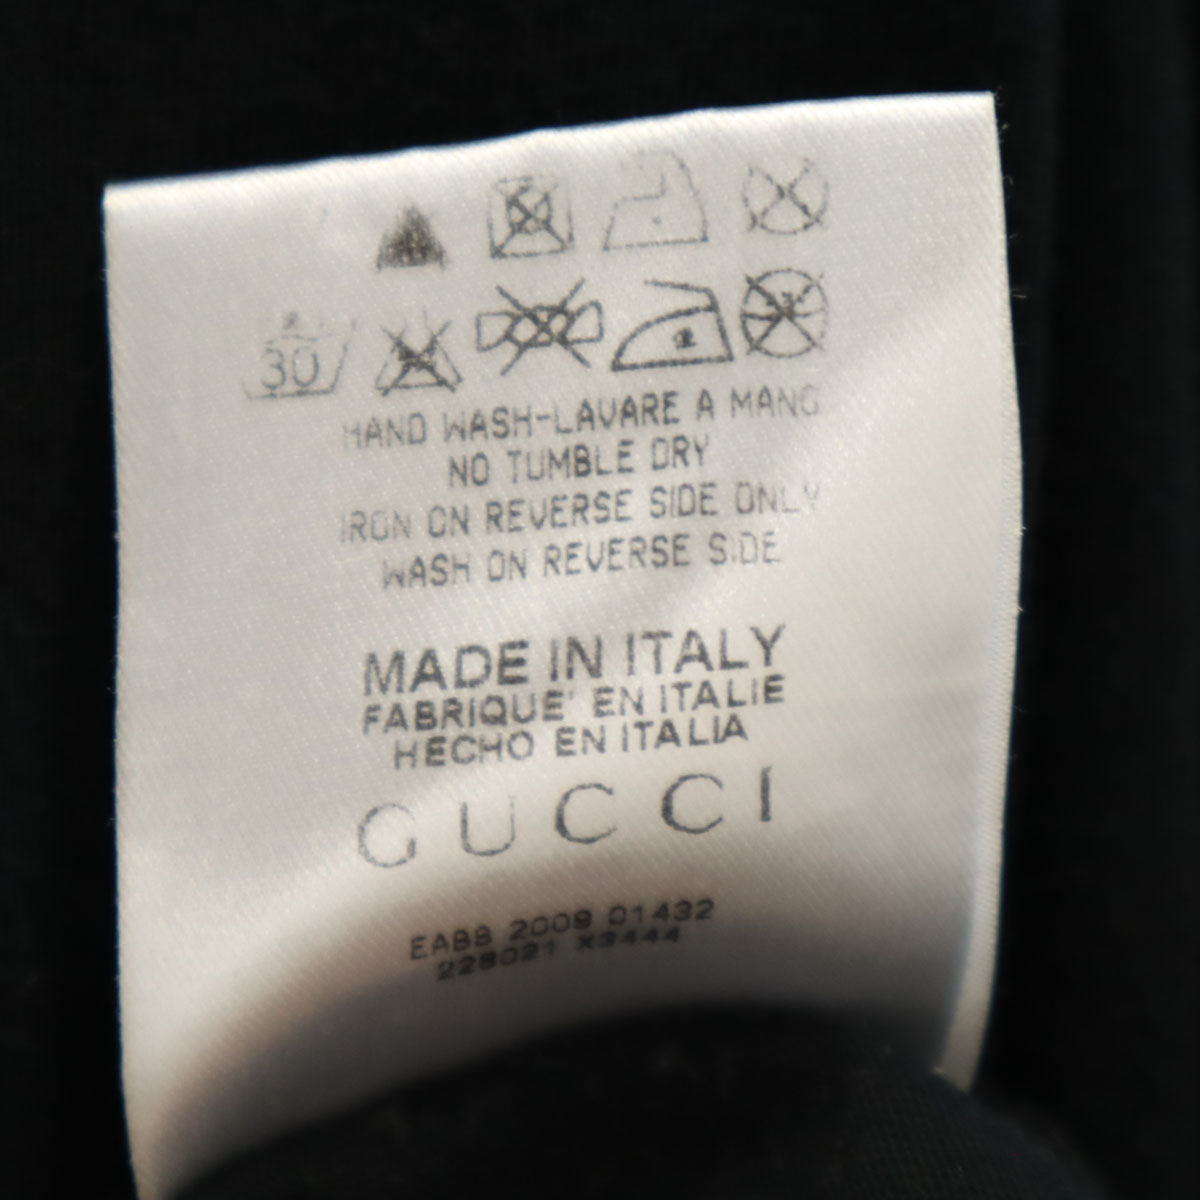 30
HAND WASH-LAVARE A MANO
NO TUMBLE DRY
IRON ON REVERSE SIDE ONLY
WASH ON REVERSE SIDE
MADE IN ITALY
FABRIQUE' EN ITALIE
HECHO EN ITALIA
GUCCI
2009 01432
228021 X3444